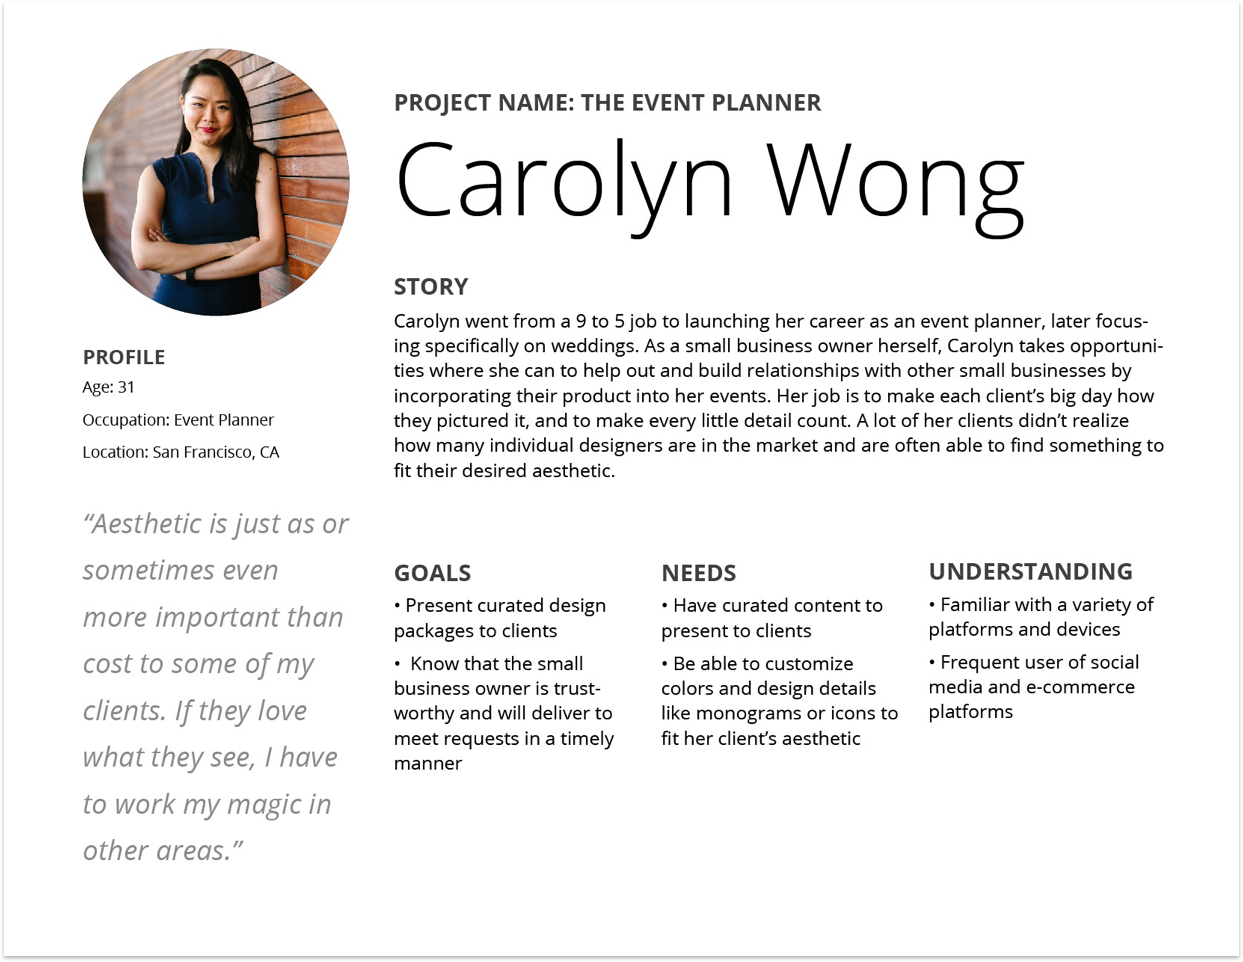 PROJECT NAME: THE EVENT PLANNER
Carolyn Wong
STORY
Carolyn went from a 9 to 5 job to launching her career as an event planner, later focus-
ing specifically on weddings. As a small business owner herself, Carolyn takes opportuni-
ties where she can to help out and build relationships with other small businesses by
incorporating their product into her events. Her job is to make each client’s big day how
they pictured it, and to make every little detail count. A lot of her clients didn’t realize
how many individual designers are in the market and are often able to find something to
fit their desired aesthetic.
PROFILE
Age: 31
Occupation: Event Planner
Location: San Francisco, CA
“Aesthetic is just as or
sometimes even
more important than
cost to some of my
clients. If they love
what they see, I have
to work my magic in
other areas.”
GOALS
• Present curated design
packages to clients
• Know that the small
business owner is trust-
worthy and will deliver to
meet requests in a timely
manner
NEEDS
• Have curated content to
present to clients
• Be able to customize
colors and design details
like monograms or icons to
fit her client’s aesthetic
UNDERSTANDING
• Familiar with a variety of
platforms and devices
• Frequent user of social
media and e-commerce
platforms